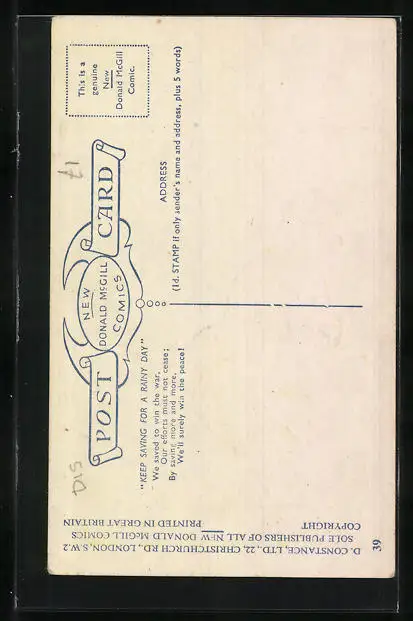 This is a
genuine
New
Donald McGill
Comic.
£1
POST CARD
NEW
DONALD McGILL
COMICS
ADDRESS
(1d. STAMP if only sender's name and address, plus 5 words)
"KEEP SAVING FOR A RAINY DAY"
We saved to win the war.
Our efforts must not cease;
By saving more and more,
We'll surely win the peace!
D15
D. CONSTANCE, LTD., 22, CHRISTCHURCH RD., LONDON, S.W.2
SOLE PUBLISHERS OF ALL NEW DONALD McGILL COMICS
COPYRIGHT PRINTED IN GREAT BRITAIN
39